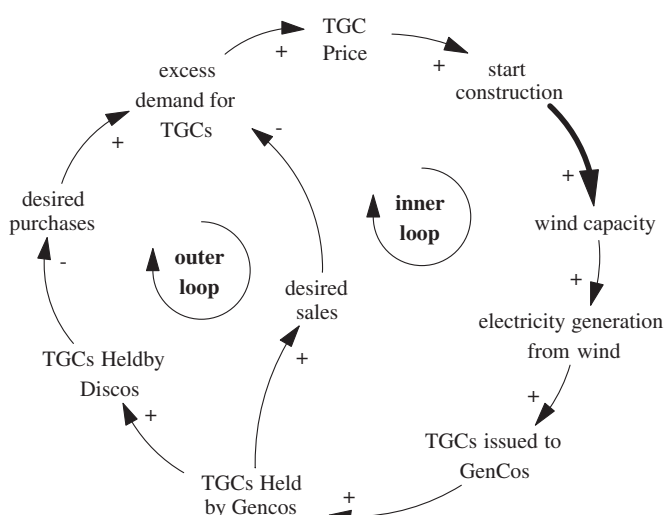 TGC
Price
+
+
start
construction
excess
demand for
TGCs
-
+
+
desired
purchases
inner
loop
wind capacity
-
outer
loop
+
desired
sales
electricity generation
from wind
TGCs Heldby
Discos
+
+
+
TGCs issued to
GenCos
TGCs Held
by Gencos
+